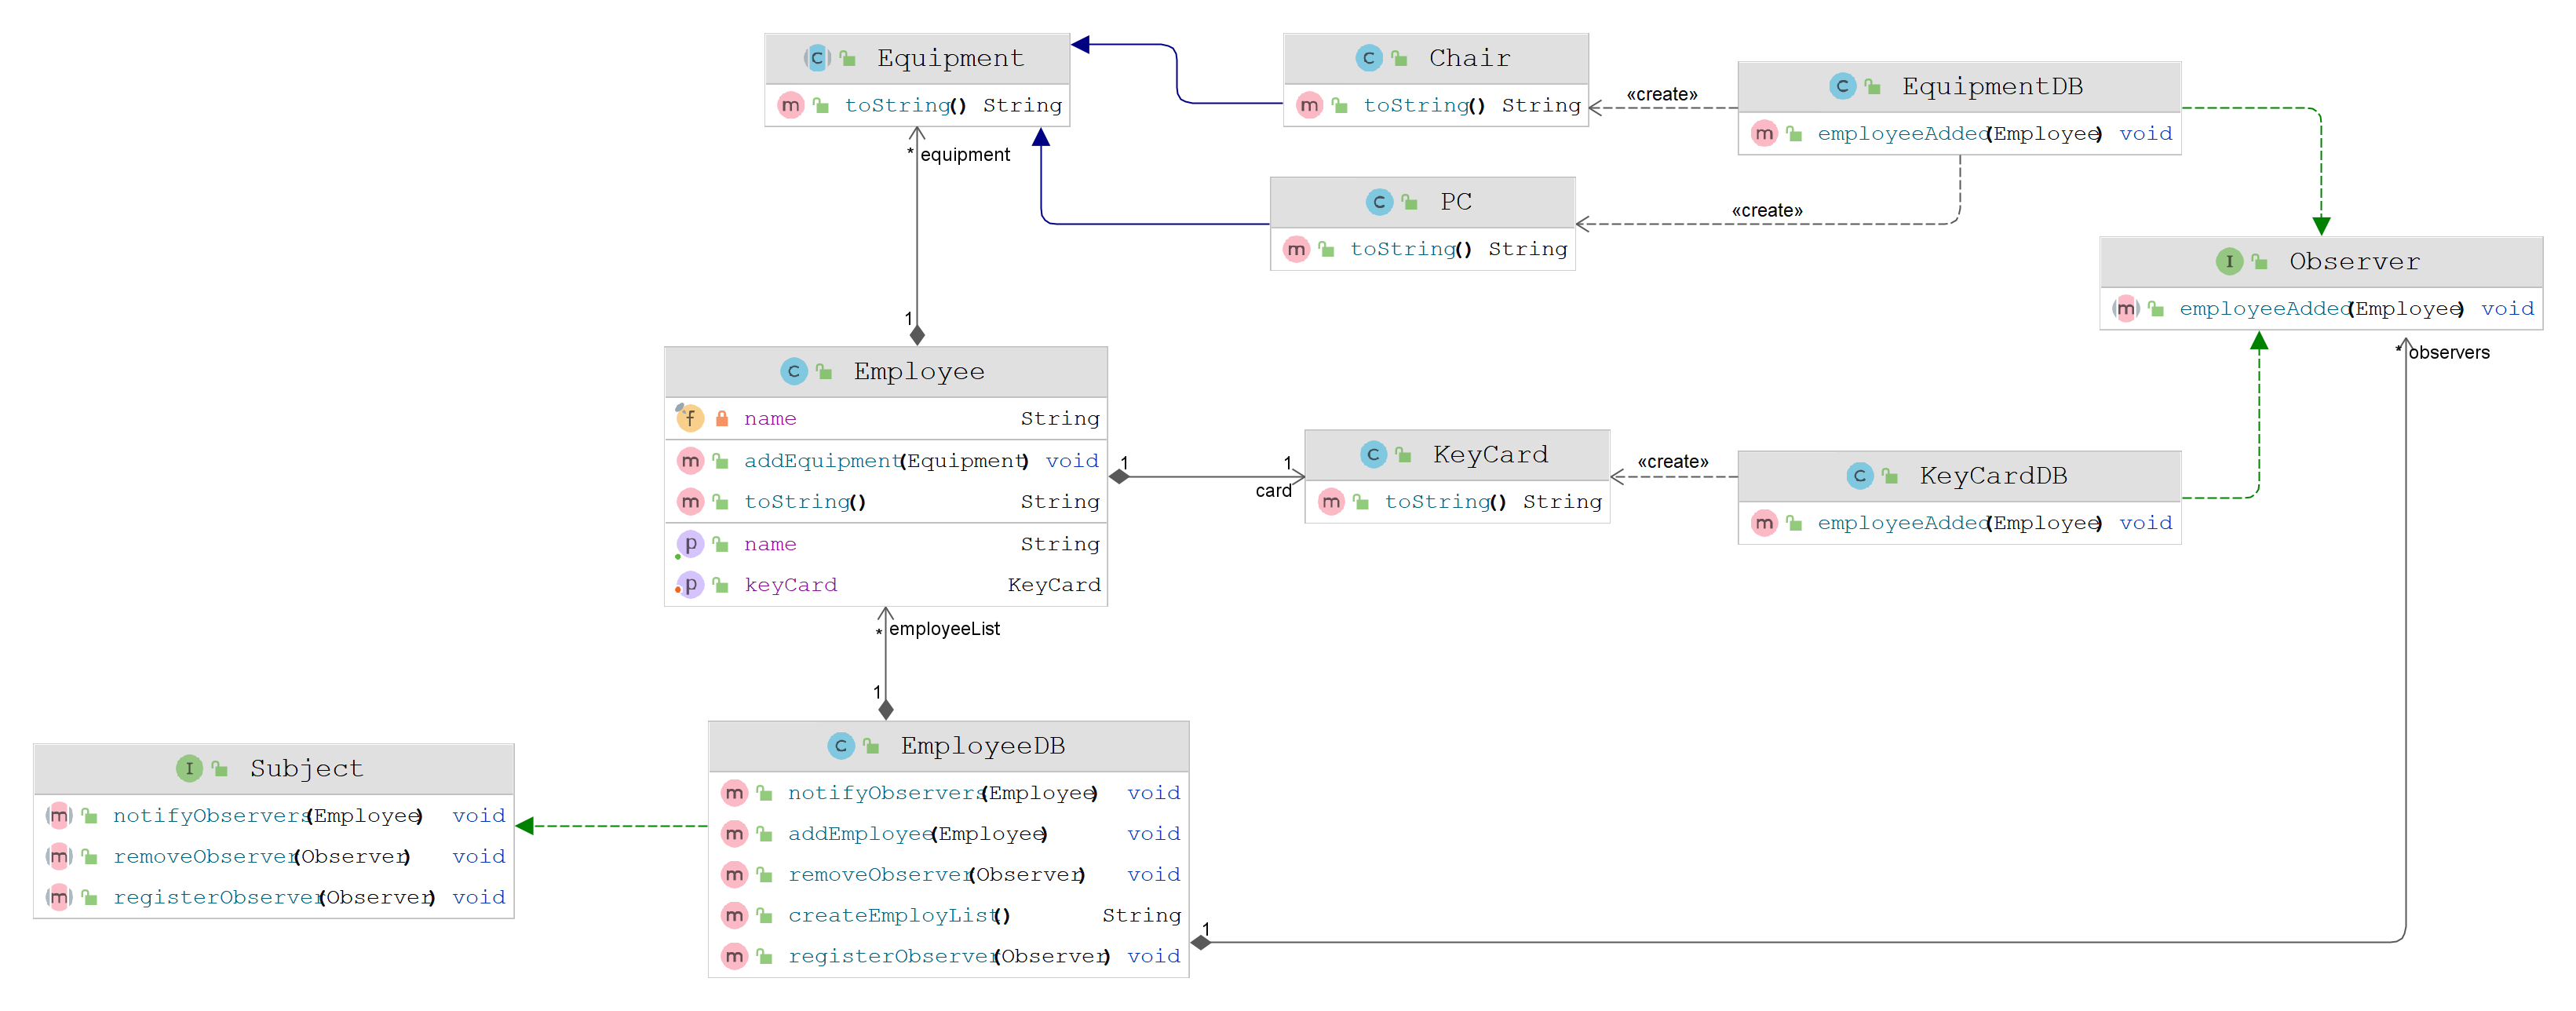 Equipment
toString() String
Chair
toString() String
EquipmentDB
employeeAdded(Employee) void
«create»
«create»
PC
toString() String
* equipment
1
Observer
employeeAdded(Employee) void
* observers
Employee
name String
addEquipment(Equipment) void
toString() String
name String
keyCard KeyCard
1
1
card
KeyCard
toString() String
«create»
KeyCardDB
employeeAdded(Employee) void
* employeeList
1
Subject
notifyObservers(Employee) void
removeObserver(Observer) void
registerObserver(Observer) void
EmployeeDB
notifyObservers(Employee) void
addEmployee(Employee) void
removeObserver(Observer) void
createEmployList() String
registerObserver(Observer) void
1